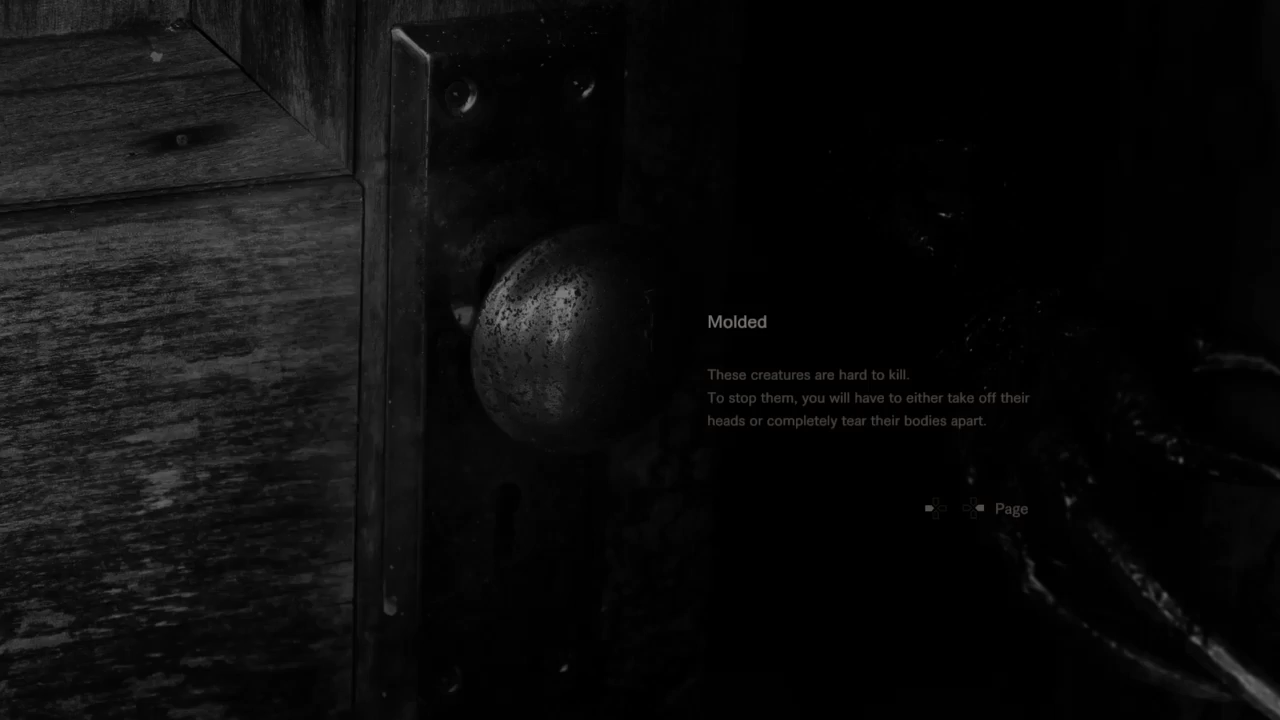 Molded
These creatures are hard to kill.
To stop them, you will have to either take off their
heads or completely tear their bodies apart.
Page